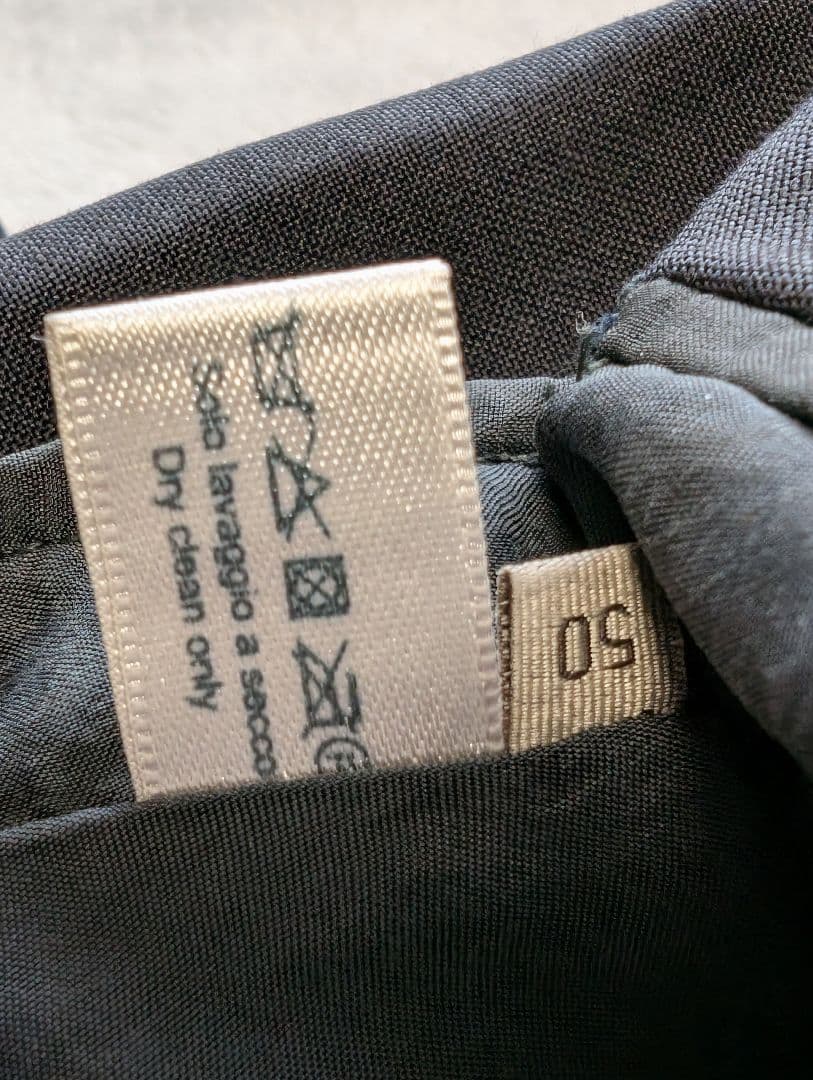 Solo lavaggio a secco
Dry clean only
50